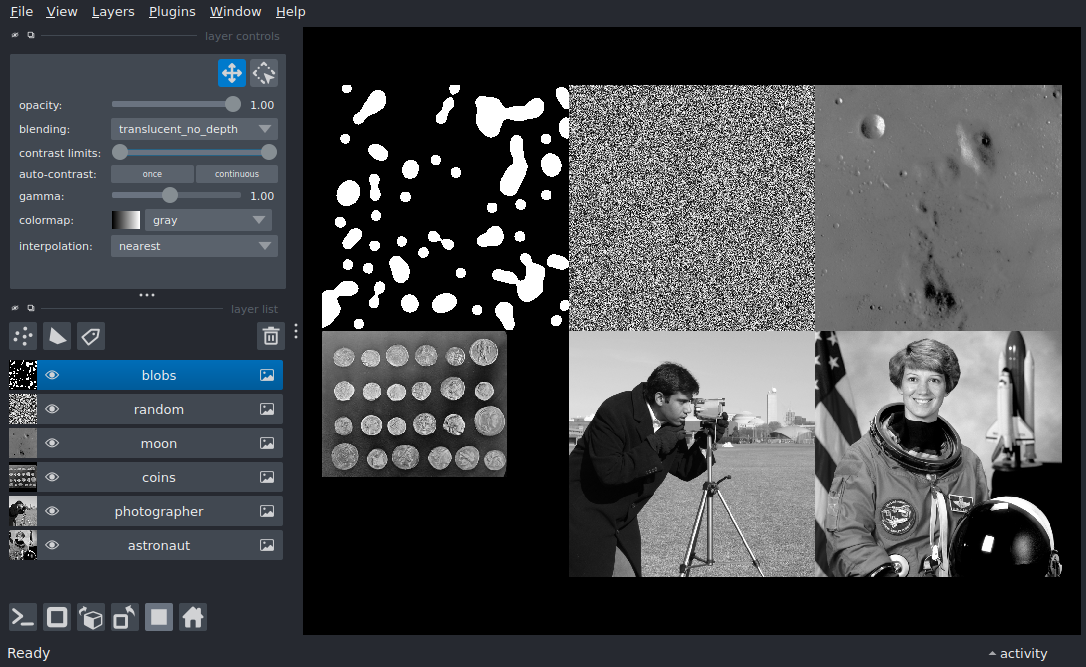 File View Layers Plugins Window Help
layer controls
opacity: 1.00
blending: translucent_no_depth
contrast limits:
auto-contrast: once continuous
gamma: 1.00
colormap: gray
interpolation: nearest
layer list
blobs
random
moon
coins
photographer
astronaut
Ready
activity